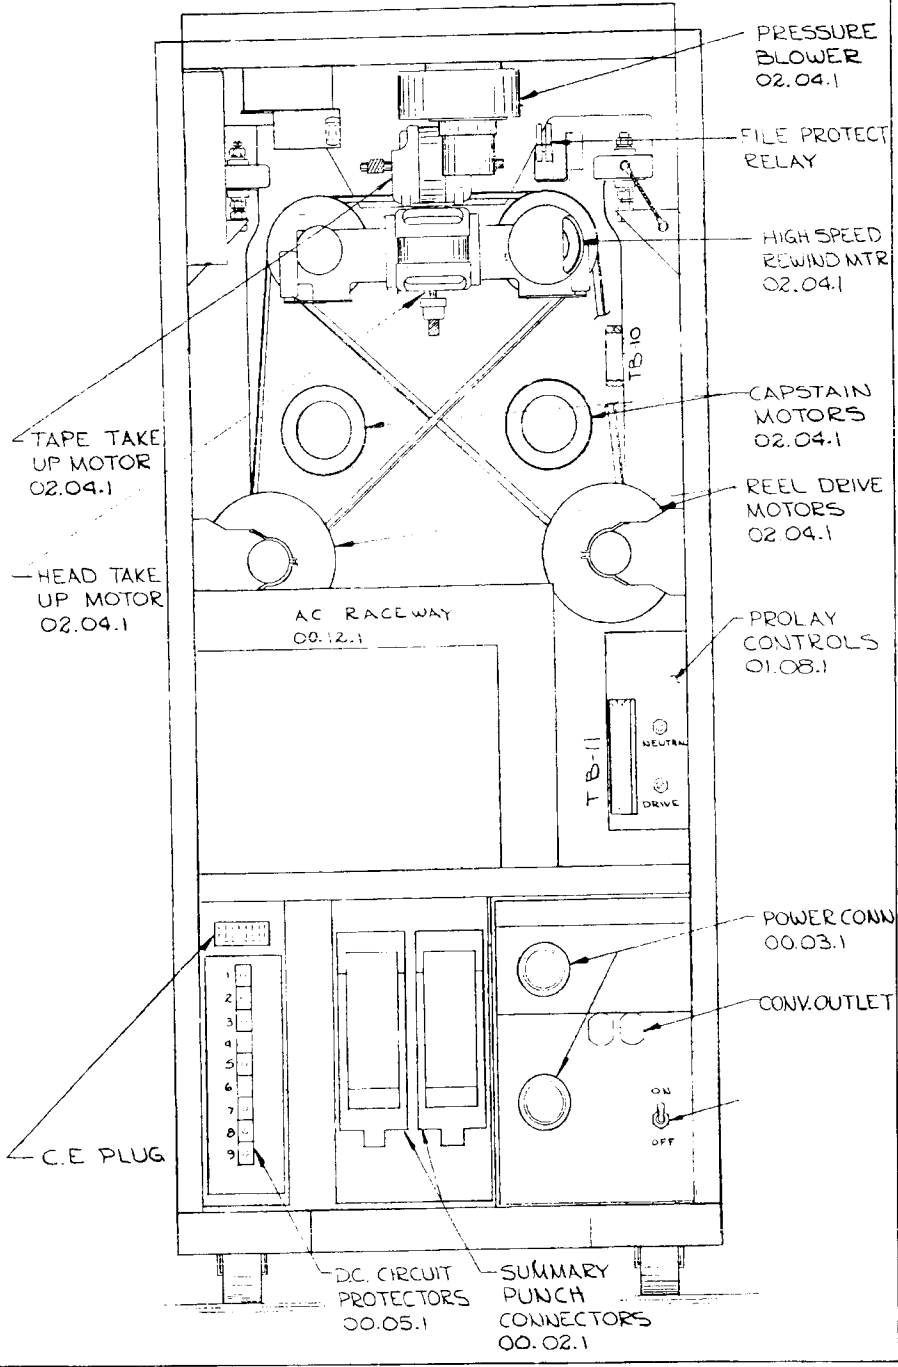 PRESSURE
BLOWER
02.04.1
FILE PROTECT
RELAY
HIGH SPEED
REWIND MTR
02.04.1
TB-10
CAPSTAIN
MOTORS
02.04.1
TAPE TAKE
UP MOTOR
02.04.1
REEL DRIVE
MOTORS
02.04.1
HEAD TAKE
UP MOTOR
02.04.1
AC RACEWAY
00.12.1
PROLAY
CONTROLS
01.08.1
TB-11
NEUTRAL
DRIVE
POWER CONN
00.03.1
CONV. OUTLET
1
2
3
4
5
6
7
8
9
ON
OFF
C.E PLUG
D.C. CIRCUIT
PROTECTORS
00.05.1
SUMMARY
PUNCH
CONNECTORS
00.02.1